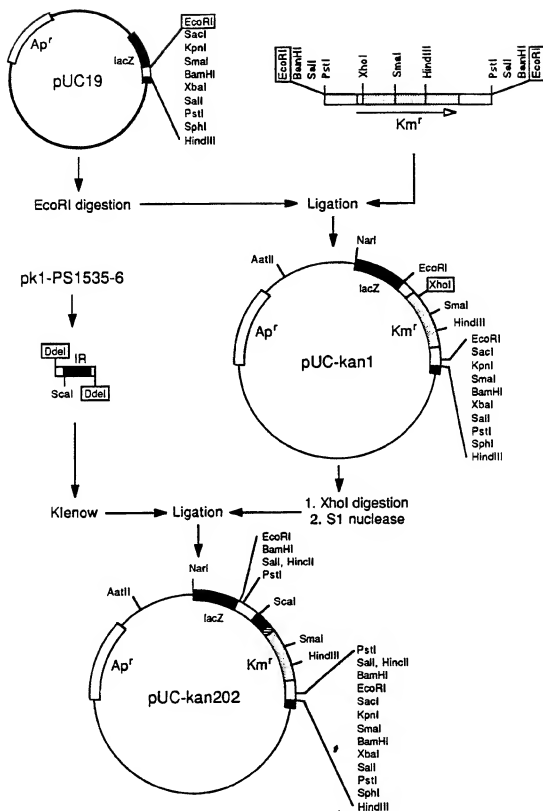 Apʳ
lacZ
pUC19
EcoRI
SacI
KpnI
SmaI
BamHI
XbaI
SalI
PstI
SphI
HindIII
EcoRI
BamHI
SalI
PstI
XhoI
SmaI
HindIII
PstI
SalI
BamHI
EcoRI
Kmʳ
EcoRI digestion
Ligation
pk1-PS1535-6
DdeI
IR
ScaI
DdeI
NarI
AatII
EcoRI
lacZ
XhoI
SmaI
HindIII
Apʳ
Kmʳ
pUC-kan1
EcoRI
SacI
KpnI
SmaI
BamHI
XbaI
SalI
PstI
SphI
HindIII
Klenow
Ligation
1. XhoI digestion
2. S1 nuclease
EcoRI
BamHI
SalI, HincII
PstI
NarI
AatII
ScaI
lacZ
SmaI
HindIII
Apʳ
Kmʳ
pUC-kan202
PstI
SalI, HincII
BamHI
EcoRI
SacI
KpnI
SmaI
BamHI
XbaI
SalI
PstI
SphI
HindIII